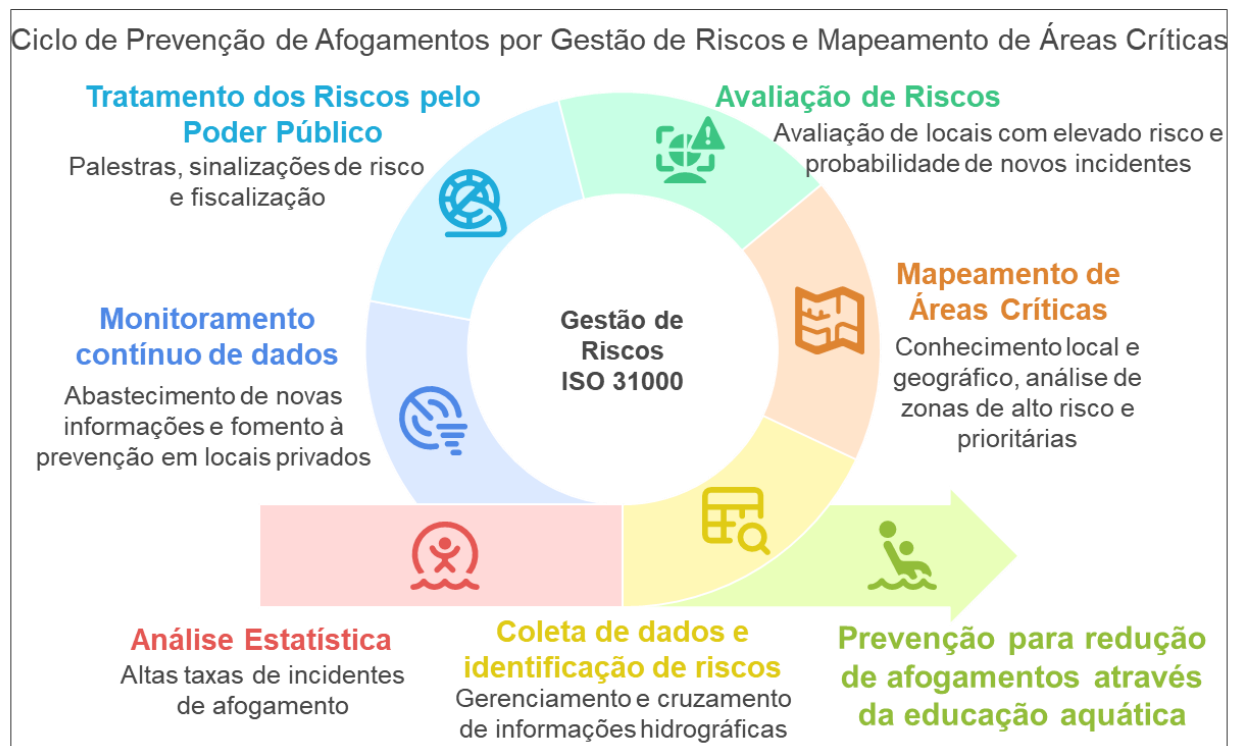 Ciclo de Prevenção de Afogamentos por Gestão de Riscos e Mapeamento de Áreas Críticas
Tratamento dos Riscos pelo
Poder Público
Palestras, sinalizações de risco
e fiscalização
Avaliação de Riscos
Avaliação de locais com elevado risco e
probabilidade de novos incidentes
Mapeamento de
Áreas Críticas
Conhecimento local e
geográfico, análise de
zonas de alto risco e
prioritárias
Monitoramento
contínuo de dados
Abastecimento de novas
informações e fomento à
prevenção em locais privados
Gestão de
Riscos
ISO 31000
Análise Estatística
Altas taxas de incidentes
de afogamento
Coleta de dados e
identificação de riscos
Gerenciamento e cruzamento
de informações hidrográficas
Prevenção para redução
de afogamentos através
da educação aquática